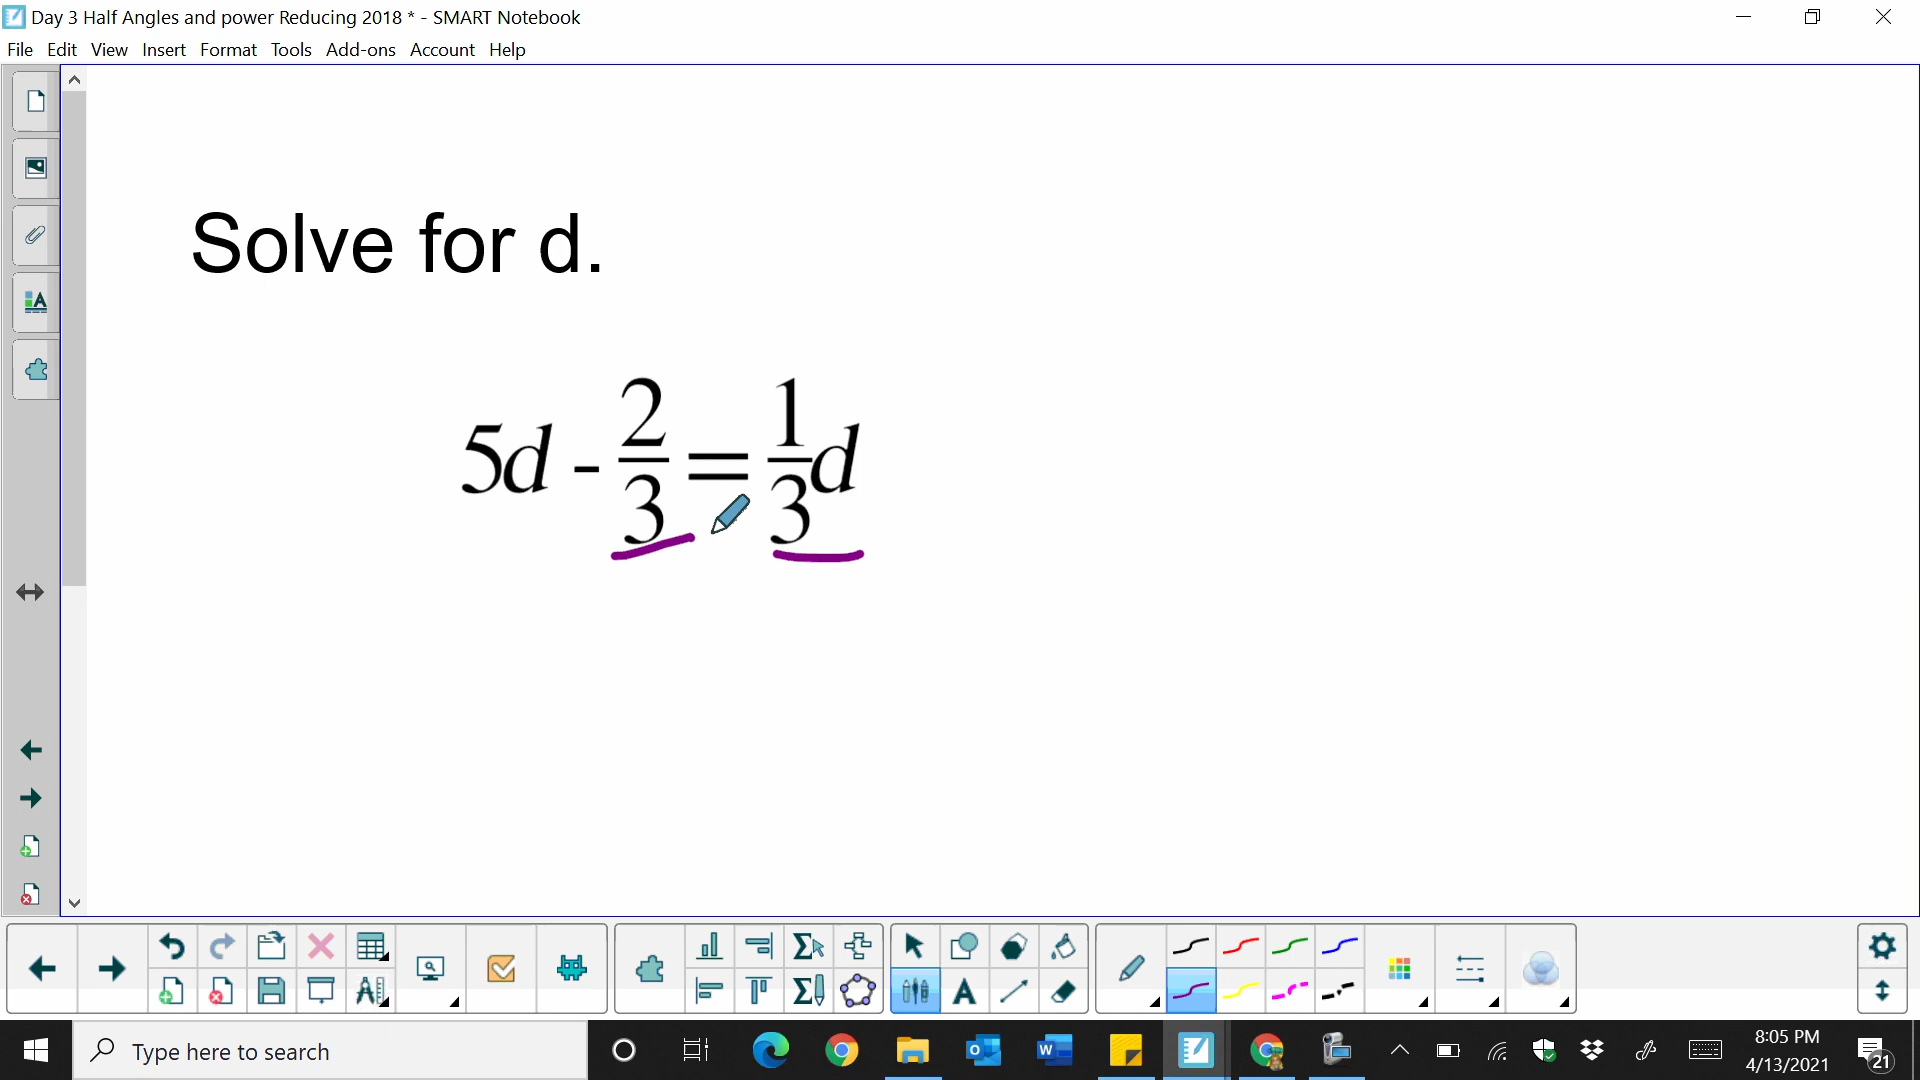 Day 3 Half Angles and power Reducing 2018 * - SMART Notebook
File Edit View Insert Format Tools Add-ons Account Help
Solve for d.
5d - 2/3 = 1/3 d
Type here to search
8:05 PM
4/13/2021
21